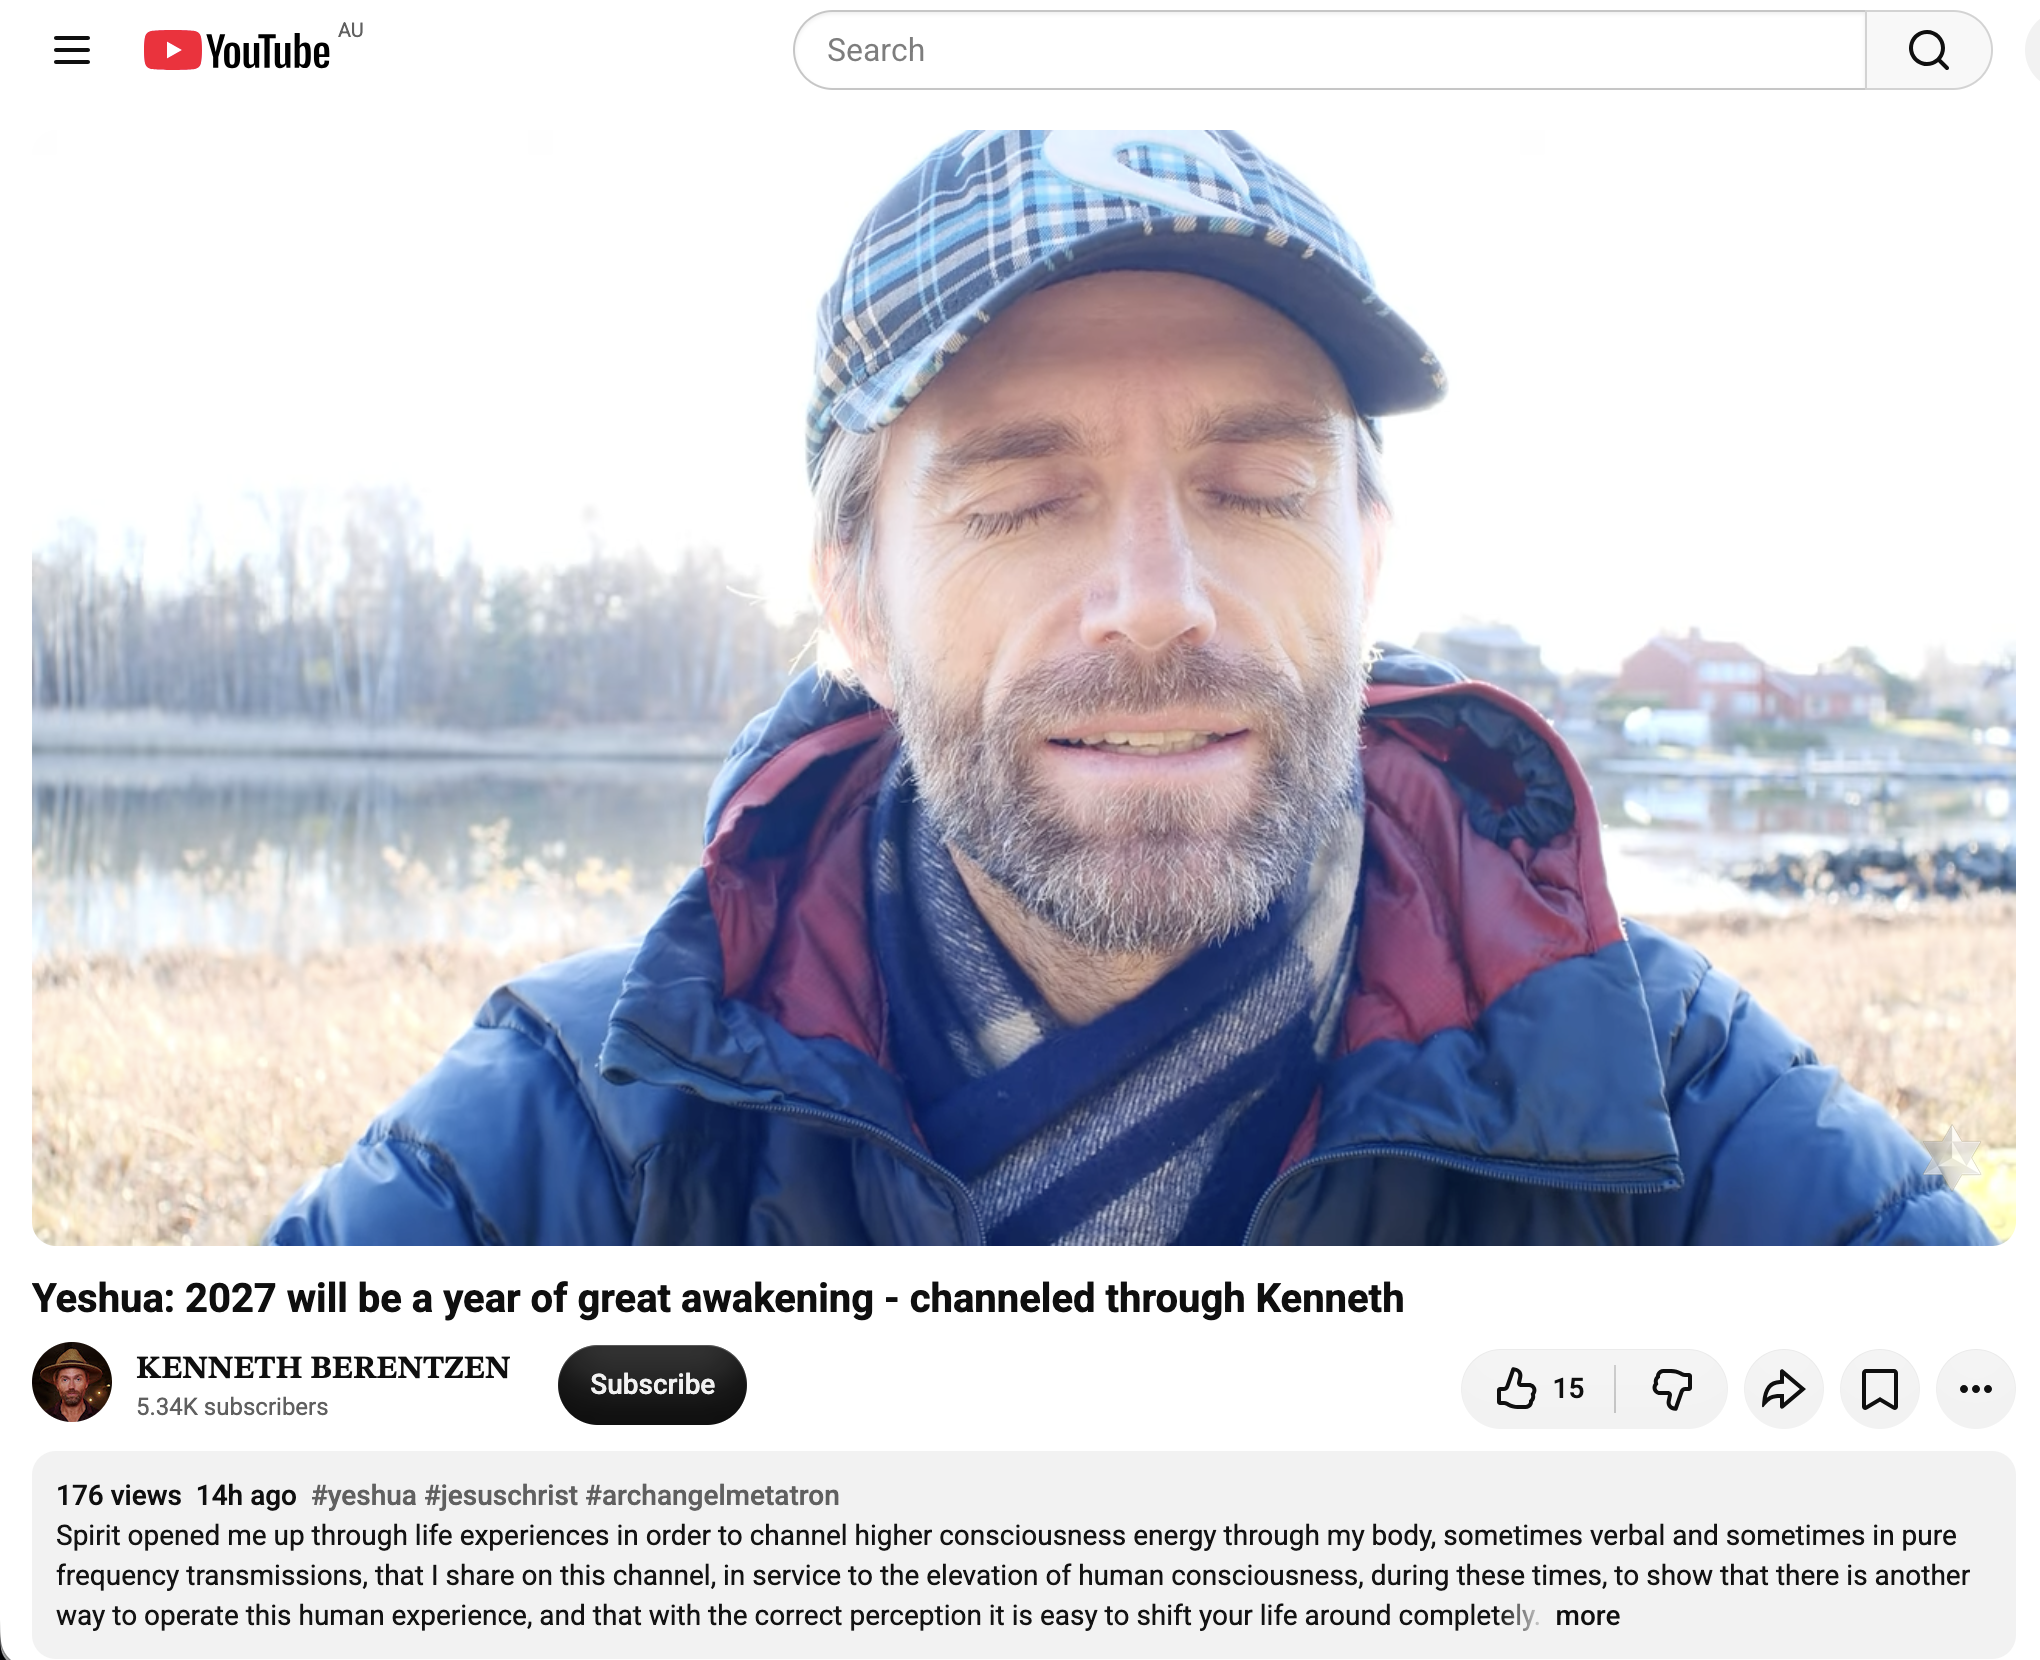 YouTube AU
Search
Yeshua: 2027 will be a year of great awakening - channeled through Kenneth
KENNETH BERENTZEN
5.34K subscribers
Subscribe
15
176 views 14h ago #yeshua #jesuschrist #archangelmetatron
Spirit opened me up through life experiences in order to channel higher consciousness energy through my body, sometimes verbal and sometimes in pure
frequency transmissions, that I share on this channel, in service to the elevation of human consciousness, during these times, to show that there is another
way to operate this human experience, and that with the correct perception it is easy to shift your life around completely. more